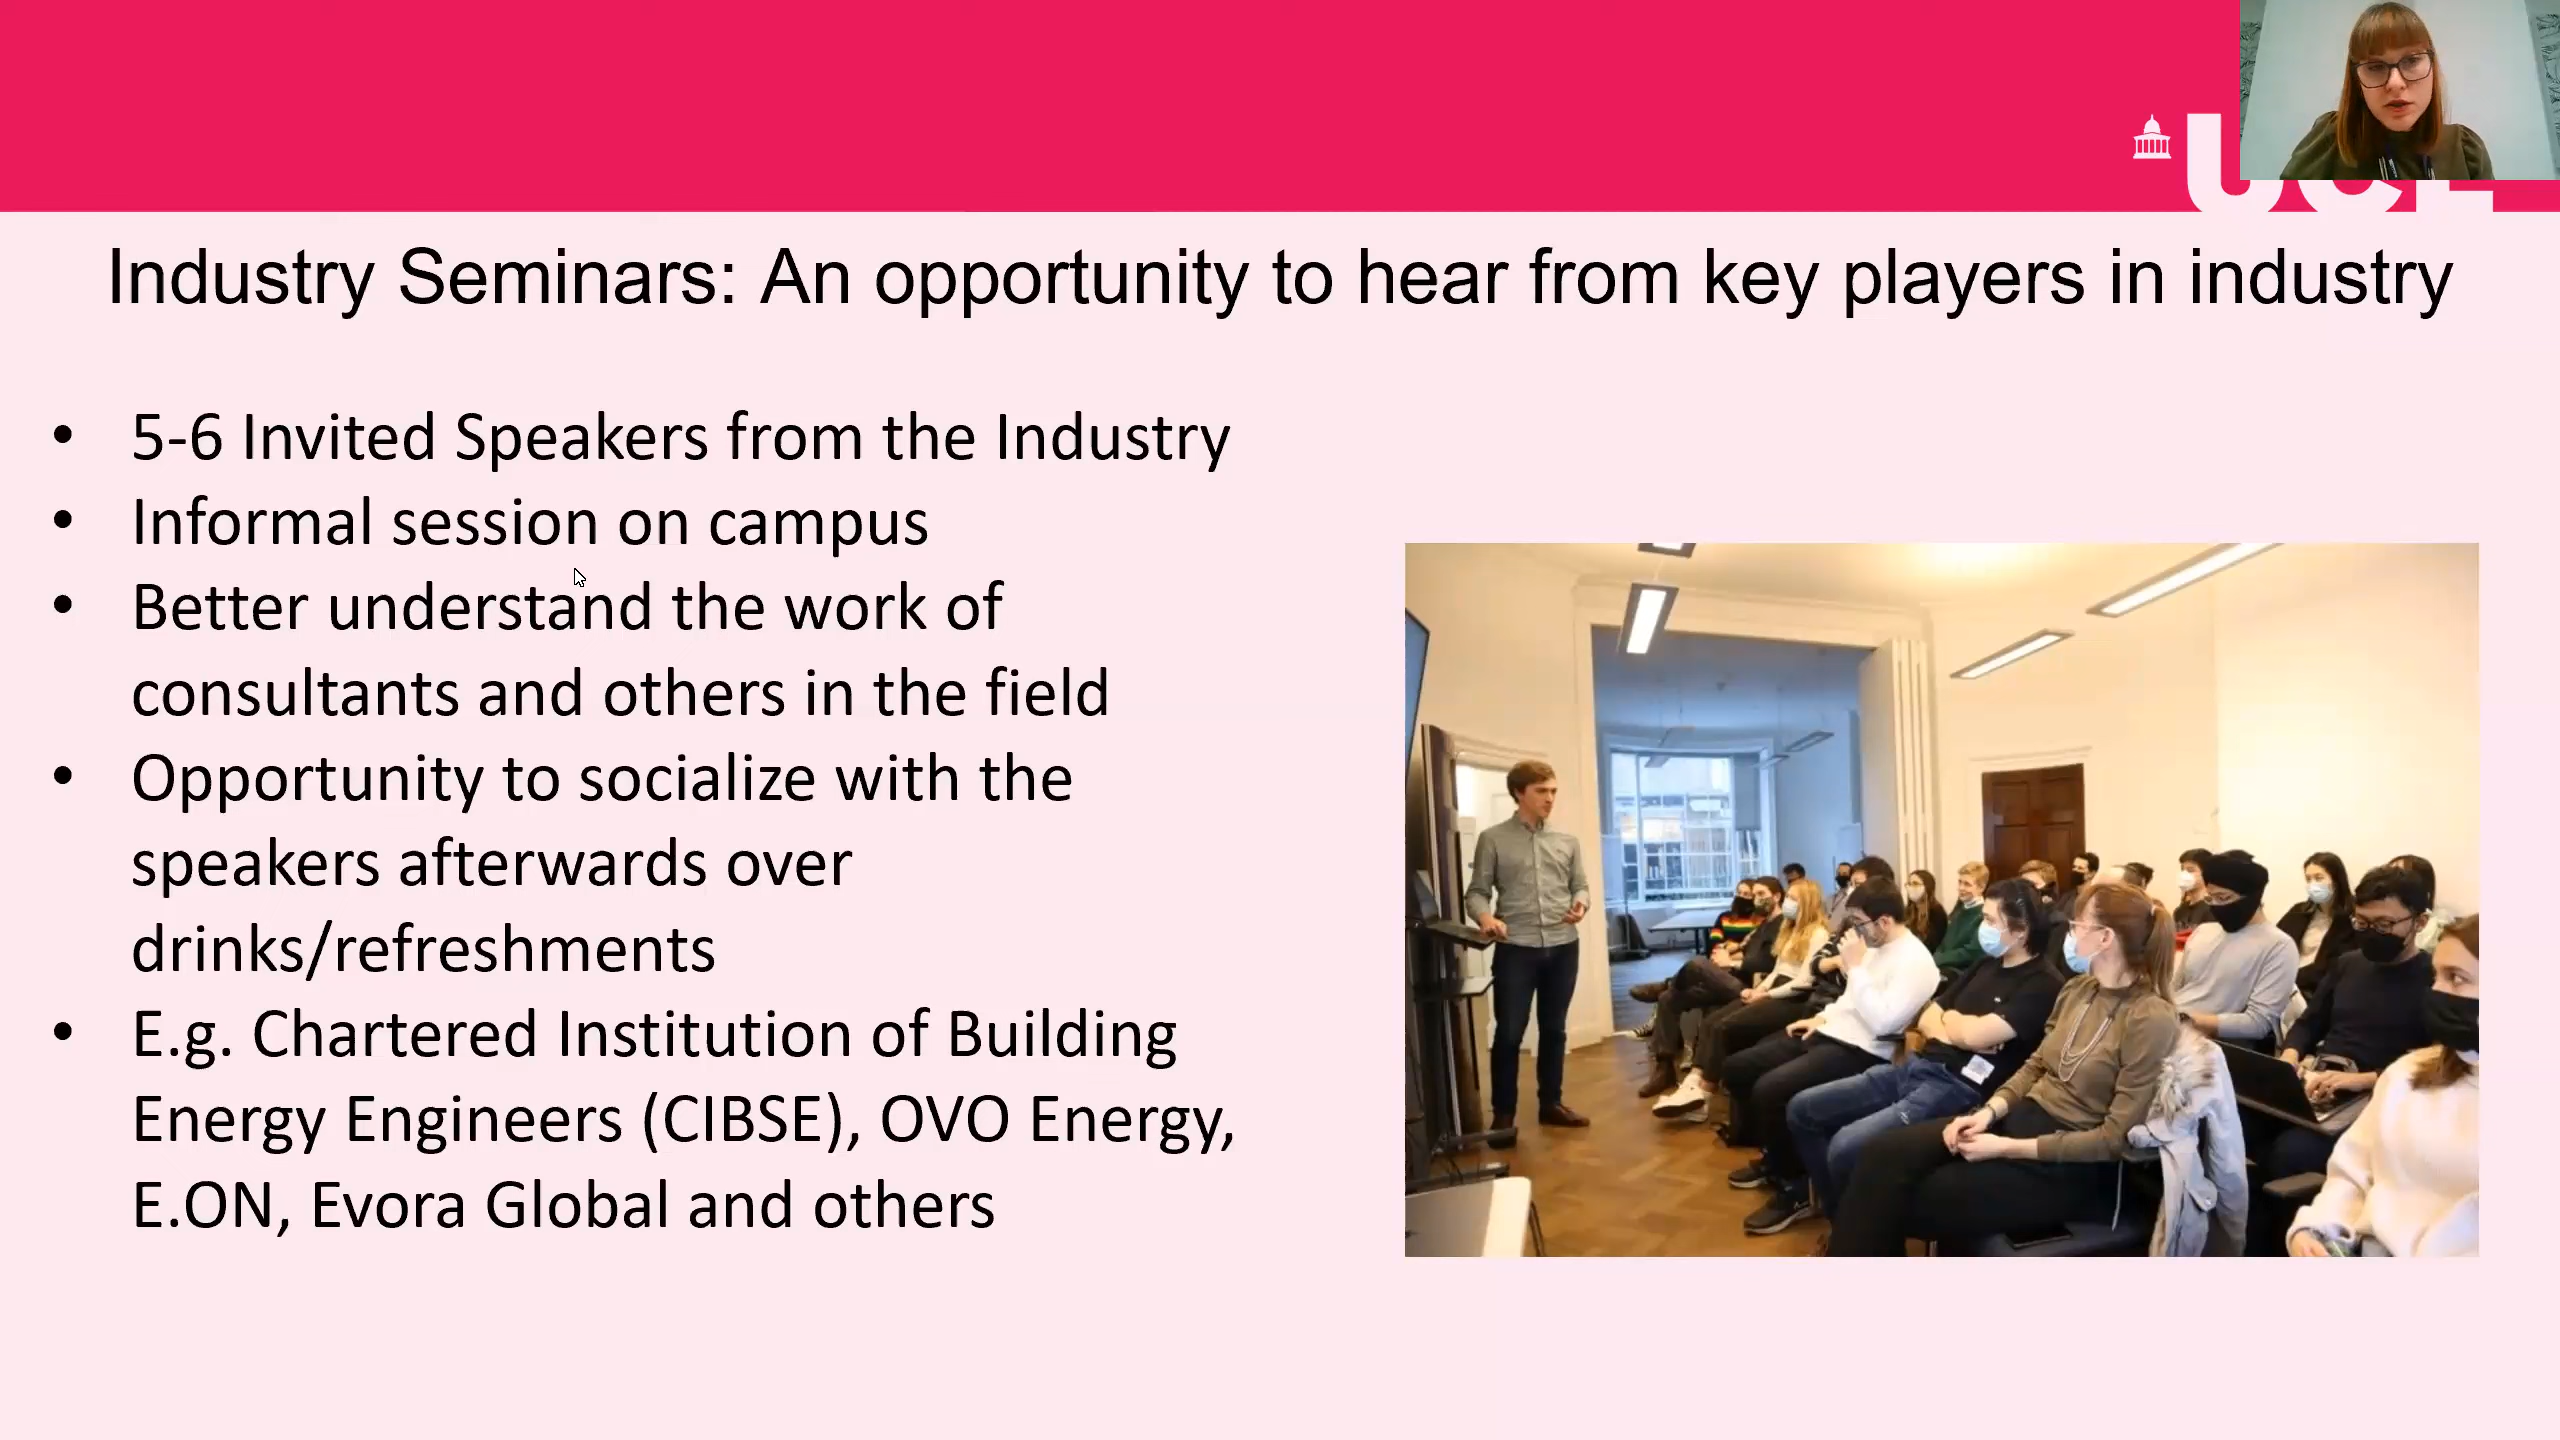 UCL
Industry Seminars: An opportunity to hear from key players in industry
• 5-6 Invited Speakers from the Industry
• Informal session on campus
• Better understand the work of
consultants and others in the field
• Opportunity to socialize with the
speakers afterwards over
drinks/refreshments
• E.g. Chartered Institution of Building
Energy Engineers (CIBSE), OVO Energy,
E.ON, Evora Global and others